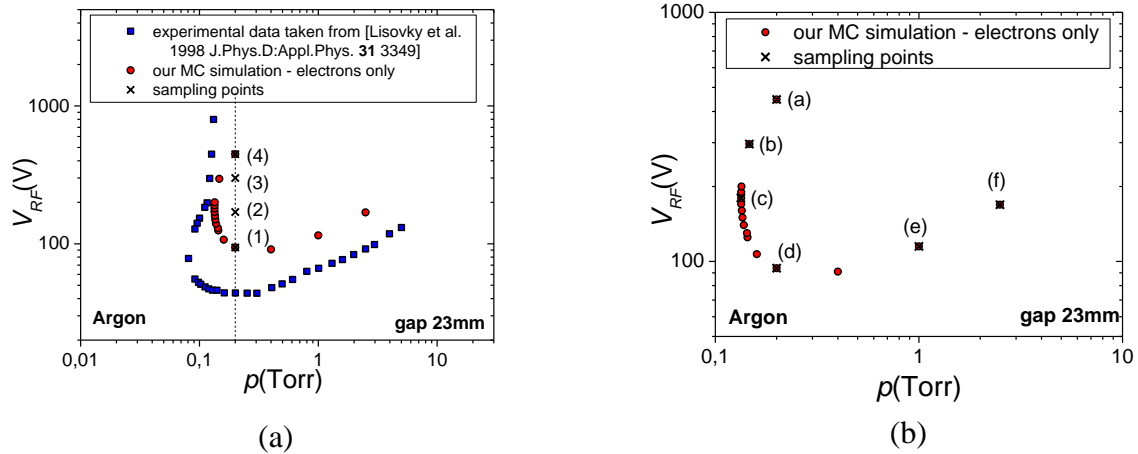 experimental data taken from [Lisovky et al.
1998 J.Phys.D:Appl.Phys. 31 3349]
our MC simulation - electrons only
sampling points
1000
100
V_RF(V)
(4)
(3)
(2)
(1)
Argon
gap 23mm
0,01
0,1
1
10
p(Torr)
(a)
our MC simulation - electrons only
sampling points
1000
100
V_RF(V)
(a)
(b)
(c)
(d)
(e)
(f)
Argon
gap 23mm
0,1
1
10
p(Torr)
(b)